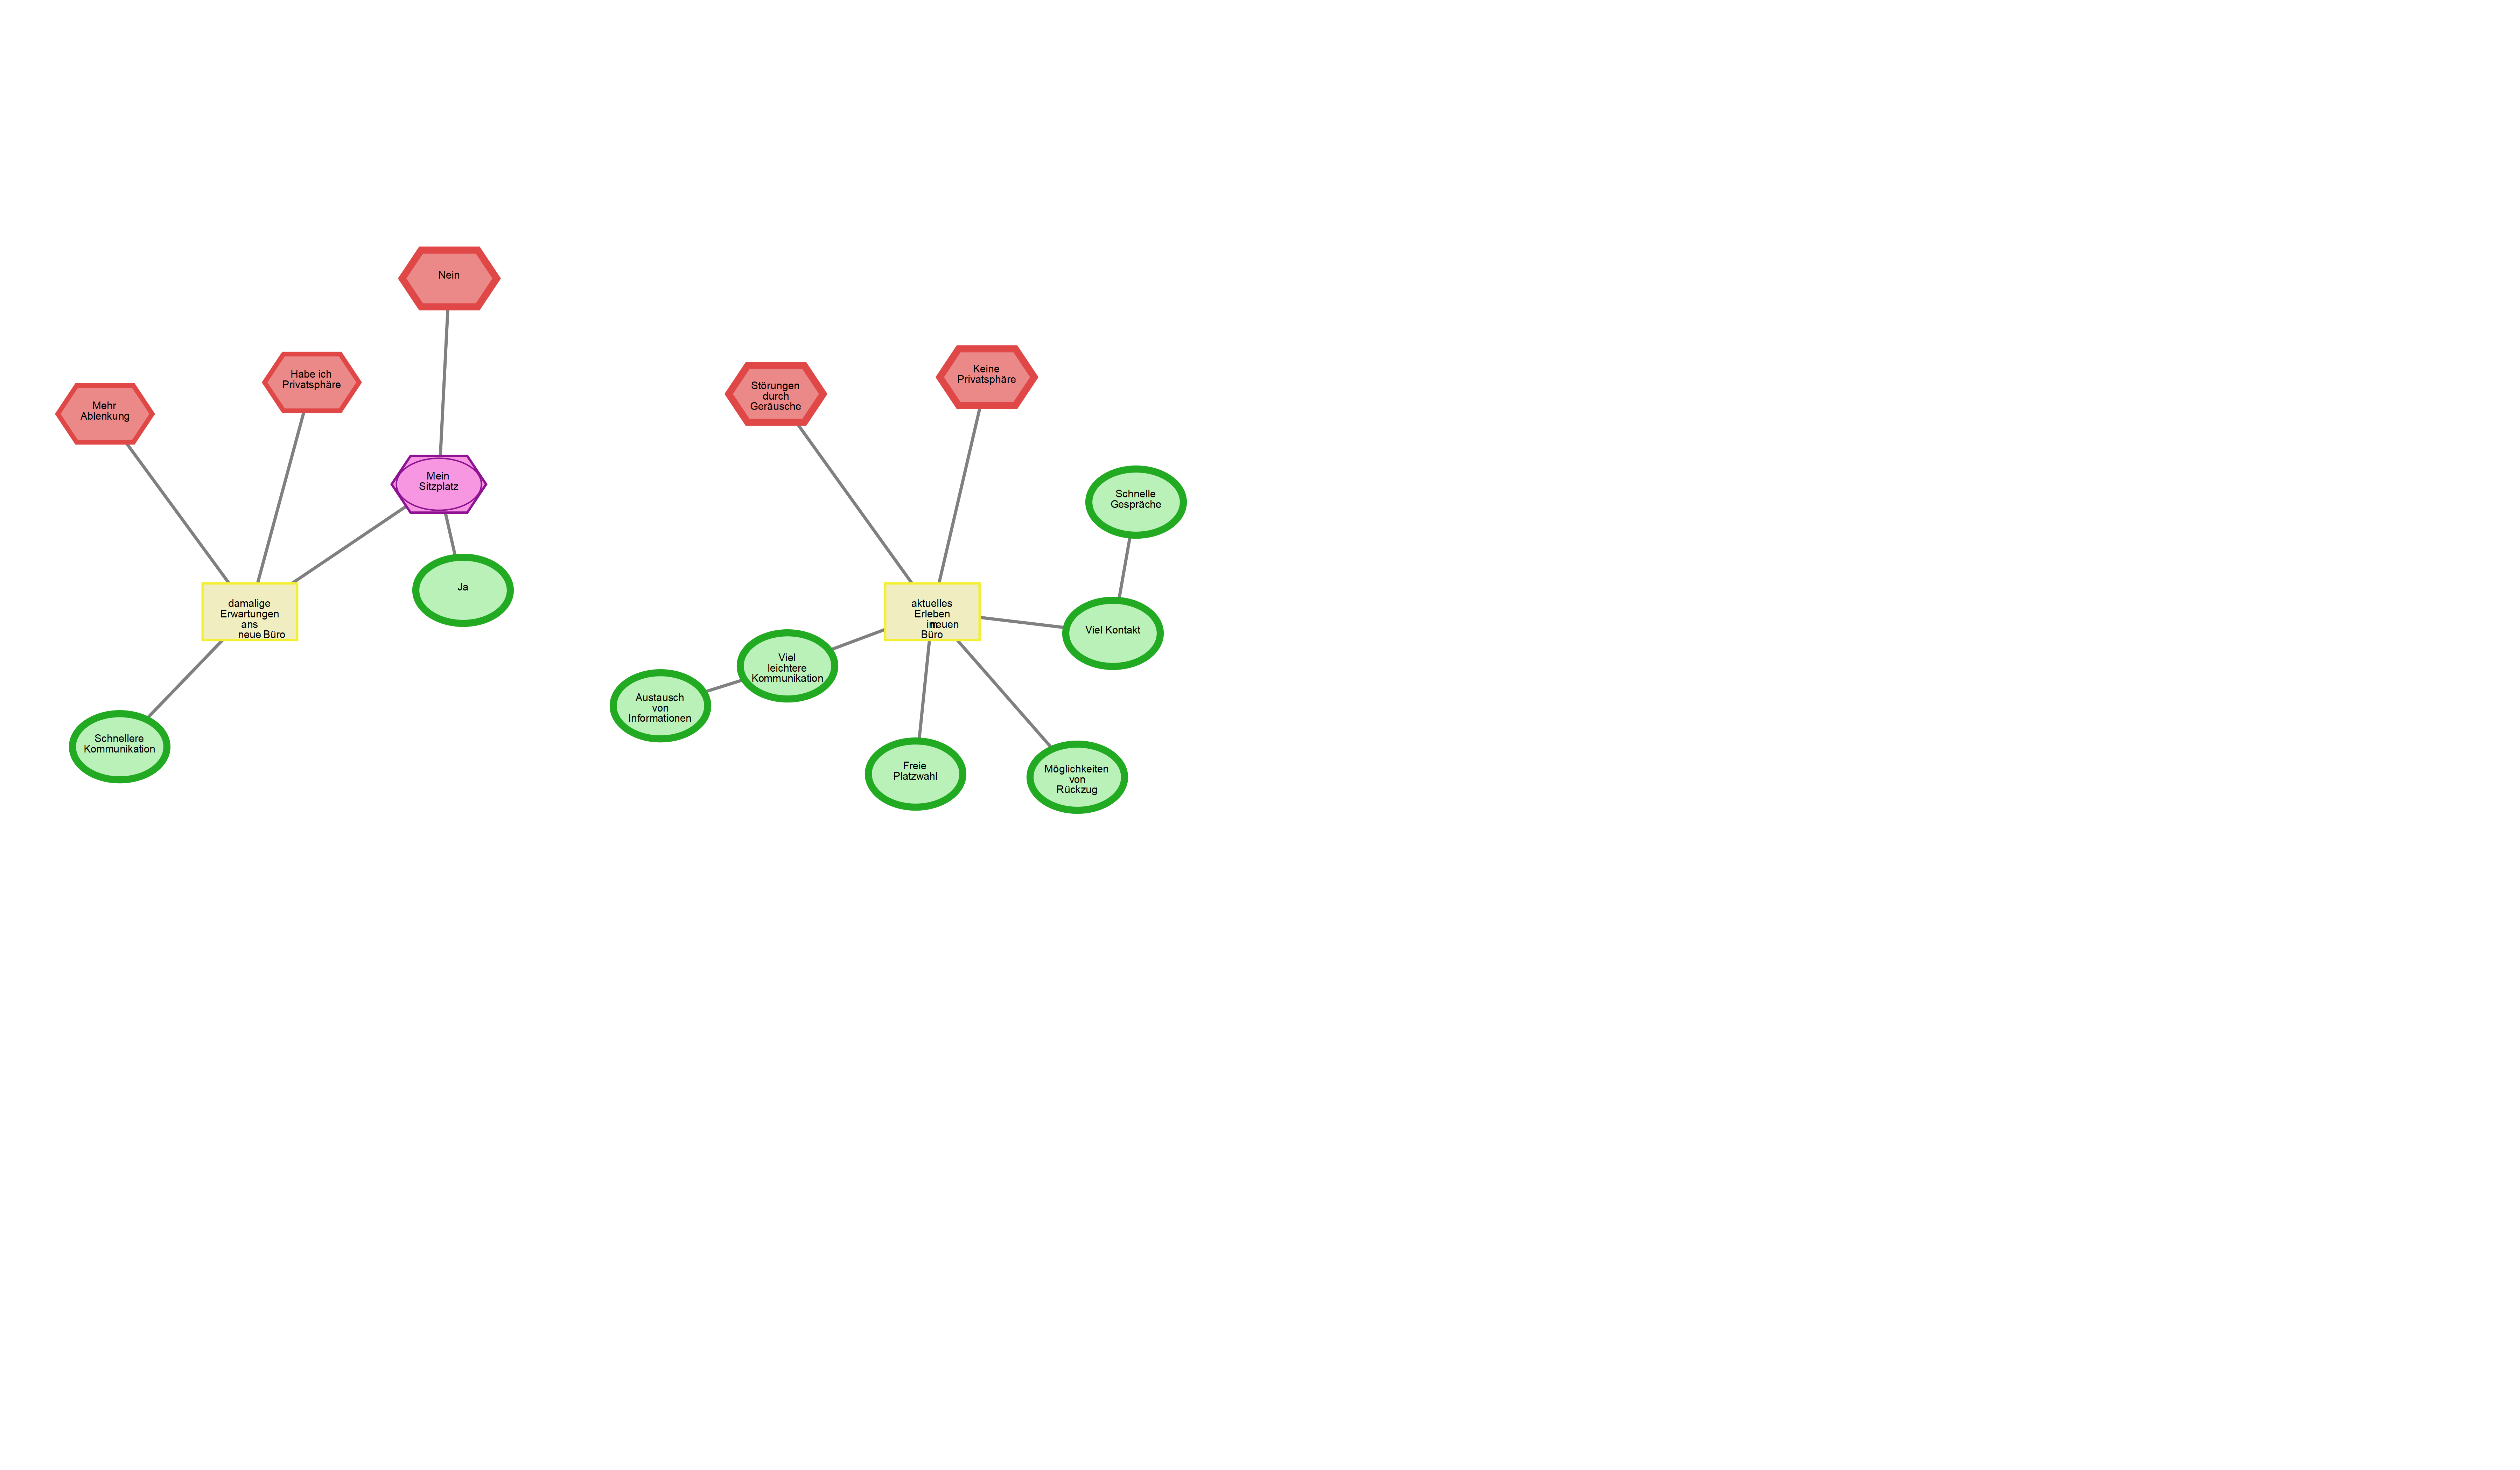 Nein
Habe ich
Privatsphäre
Mehr
Ablenkung
Mein
Sitzplatz
Ja
damalige
Erwartungen
ans
neue Büro
Schnellere
Kommunikation
Keine
Privatsphäre
Störungen
durch
Geräusche
Schnelle
Gespräche
aktuelles
Erleben
im neuen
Büro
Viel Kontakt
Viel
leichtere
Kommunikation
Austausch
von
Informationen
Freie
Platzwahl
Möglichkeiten
von
Rückzug